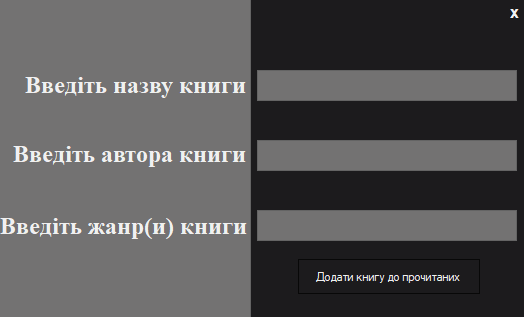 x
Введіть назву книги
Введіть автора книги
Введіть жанр(и) книги
Додати книгу до прочитаних